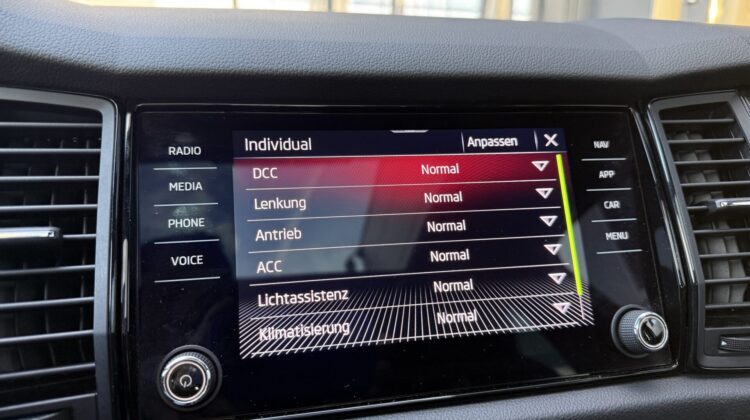 RADIO
MEDIA
PHONE
VOICE
Individual Anpassen
DCC Normal
Lenkung Normal
Antrieb Normal
ACC Normal
Lichtassistenz Normal
Klimatisierung Normal
NAV
APP
CAR
MENU